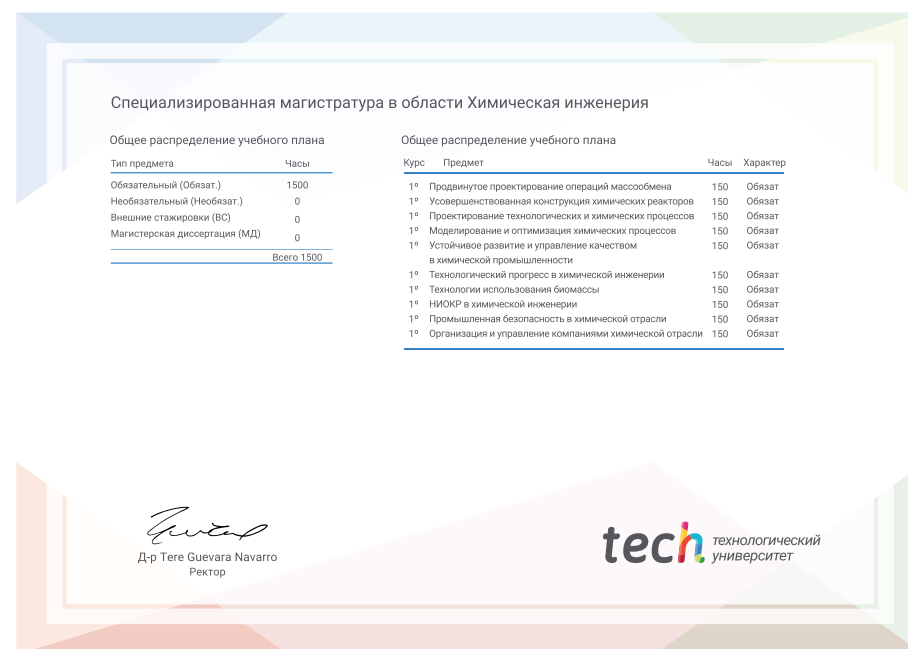 Специализированная магистратура в области Химическая инженерия
Общее распределение учебного плана
Тип предмета Часы
Обязательный (Обязат.) 1500
Необязательный (Необязат.) 0
Внешние стажировки (ВС) 0
Магистерская диссертация (МД) 0
Всего 1500
Общее распределение учебного плана
Курс Предмет Часы Характер
1º Продвинутое проектирование операций массообмена 150 Обязат
1º Усовершенствованная конструкция химических реакторов 150 Обязат
1º Проектирование технологических и химических процессов 150 Обязат
1º Моделирование и оптимизация химических процессов 150 Обязат
1º Устойчивое развитие и управление качеством 150 Обязат
в химической промышленности
1º Технологический прогресс в химической инженерии 150 Обязат
1º Технологии использования биомассы 150 Обязат
1º НИОКР в химической инженерии 150 Обязат
1º Промышленная безопасность в химической отрасли 150 Обязат
1º Организация и управление компаниями химической отрасли 150 Обязат
Д-р Tere Guevara Navarro
Ректор
tech технологический
университет